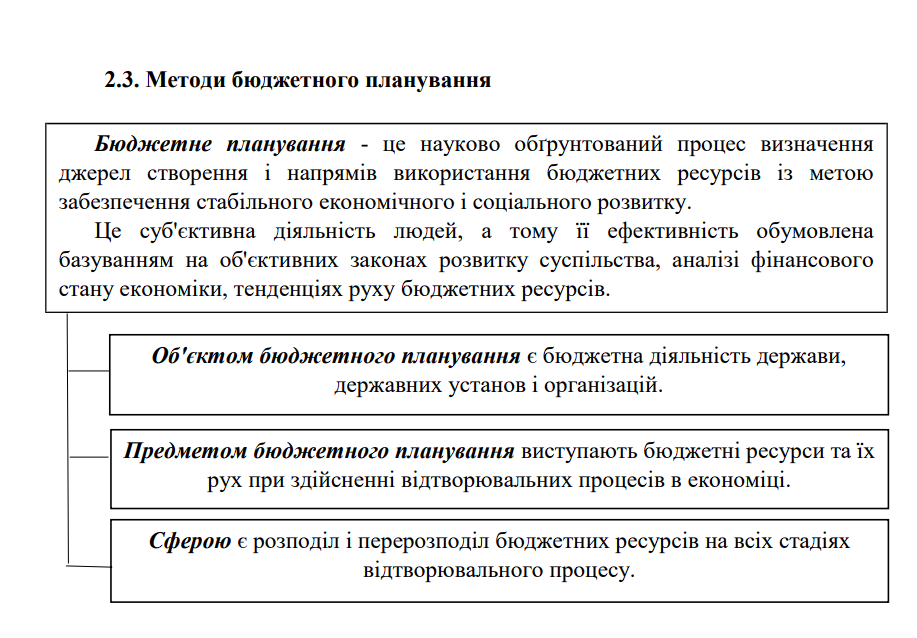 2.3. Методи бюджетного планування
Бюджетне планування - це науково обґрунтований процес визначення
джерел створення і напрямів використання бюджетних ресурсів із метою
забезпечення стабільного економічного і соціального розвитку.
Це суб'єктивна діяльність людей, а тому її ефективність обумовлена
базуванням на об'єктивних законах розвитку суспільства, аналізі фінансового
стану економіки, тенденціях руху бюджетних ресурсів.
Об'єктом бюджетного планування є бюджетна діяльність держави,
державних установ і організацій.
Предметом бюджетного планування виступають бюджетні ресурси та їх
рух при здійсненні відтворювальних процесів в економіці.
Сферою є розподіл і перерозподіл бюджетних ресурсів на всіх стадіях
відтворювального процесу.